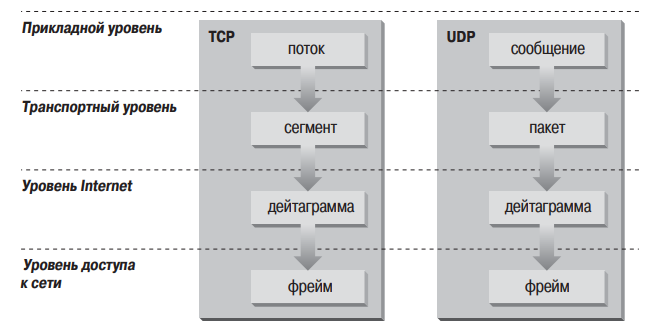 Прикладной уровень
TCP
поток
UDP
сообщение
Транспортный уровень
сегмент
пакет
Уровень Internet
дейтаграмма
дейтаграмма
Уровень доступа
к сети
фрейм
фрейм